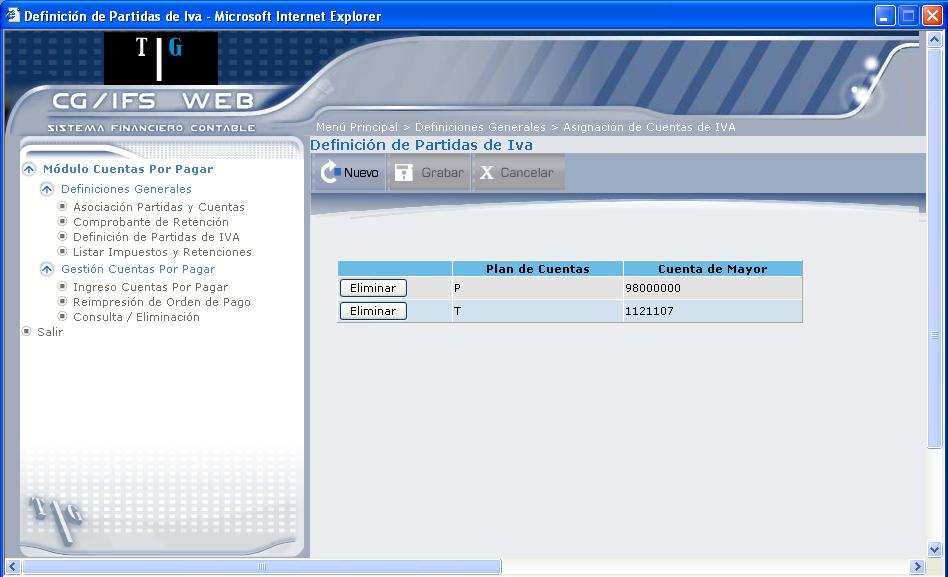 Definición de Partidas de Iva - Microsoft Internet Explorer
T G
CG/IFS WEB
SISTEMA FINANCIERO CONTABLE
Menú Principal > Definiciones Generales > Asignación de Cuentas de IVA
Definición de Partidas de Iva
Nuevo Grabar Cancelar
Módulo Cuentas Por Pagar
Definiciones Generales
Asociación Partidas y Cuentas
Comprobante de Retención
Definición de Partidas de IVA
Listar Impuestos y Retenciones
Gestión Cuentas Por Pagar
Ingreso Cuentas Por Pagar
Reimpresión de Orden de Pago
Consulta / Eliminación
Salir
Plan de Cuentas Cuenta de Mayor
Eliminar P 98000000
Eliminar T 1121107
T G